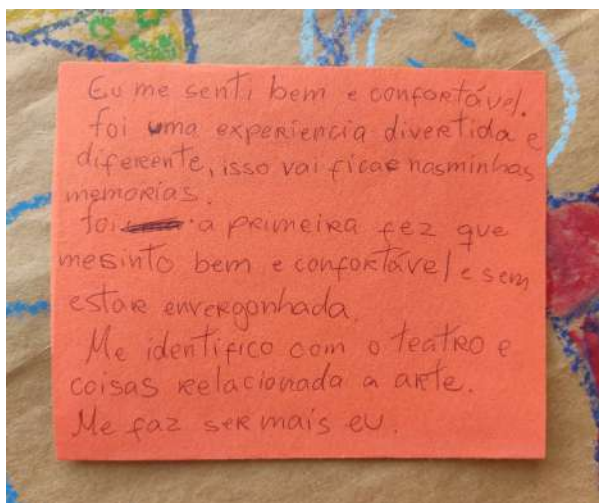 Eu me senti bem e confortável.
foi uma experiencia divertida e
diferente, isso vai ficar nasminhas
memorias.
foi a primeira fez que
mesinto bem e confortável e sem
estar envergonhada.
Me identifico com o teatro e
coisas relacionada a arte.
Me faz ser mais eu.